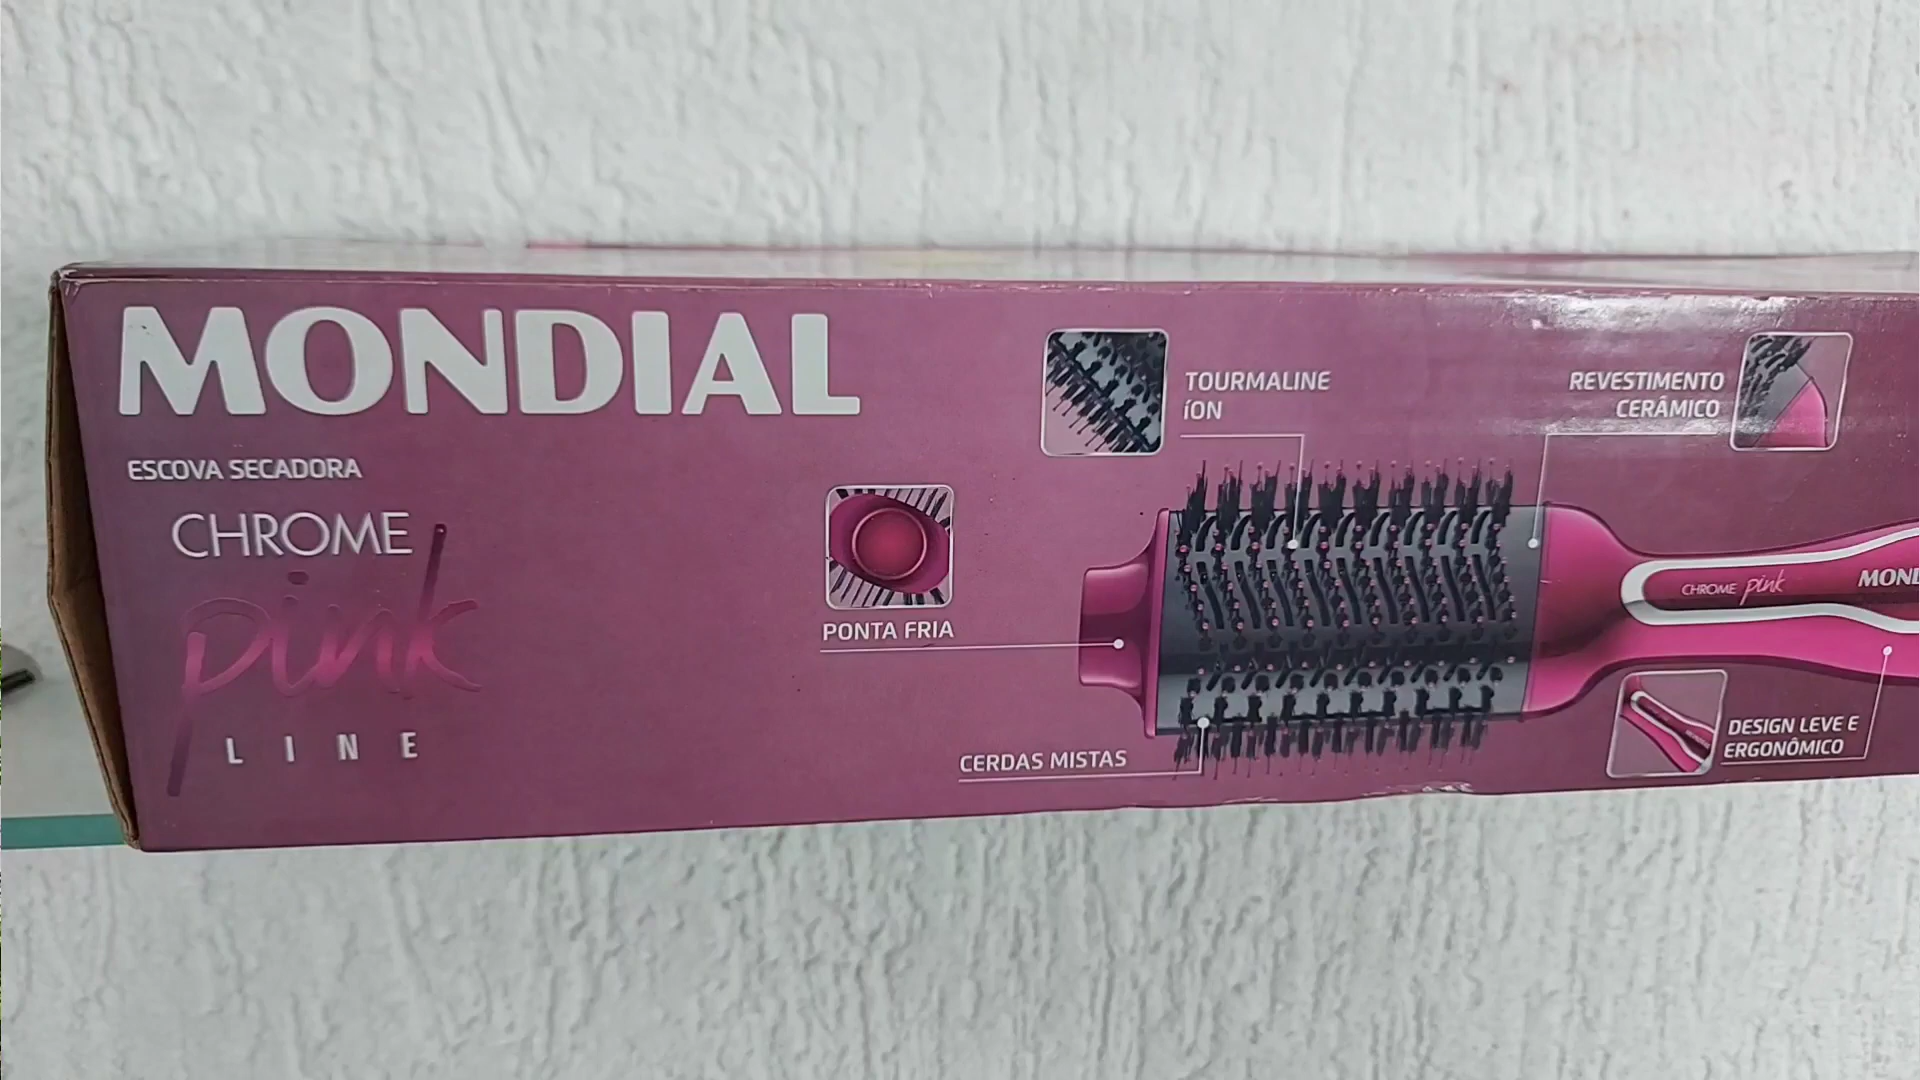 MONDIAL
ESCOVA SECADORA
CHROME
pink
LINE
TOURMALINE
íON
REVESTIMENTO
CERÂMICO
PONTA FRIA
CHROME pink
CERDAS MISTAS
DESIGN LEVE E
ERGONÔMICO